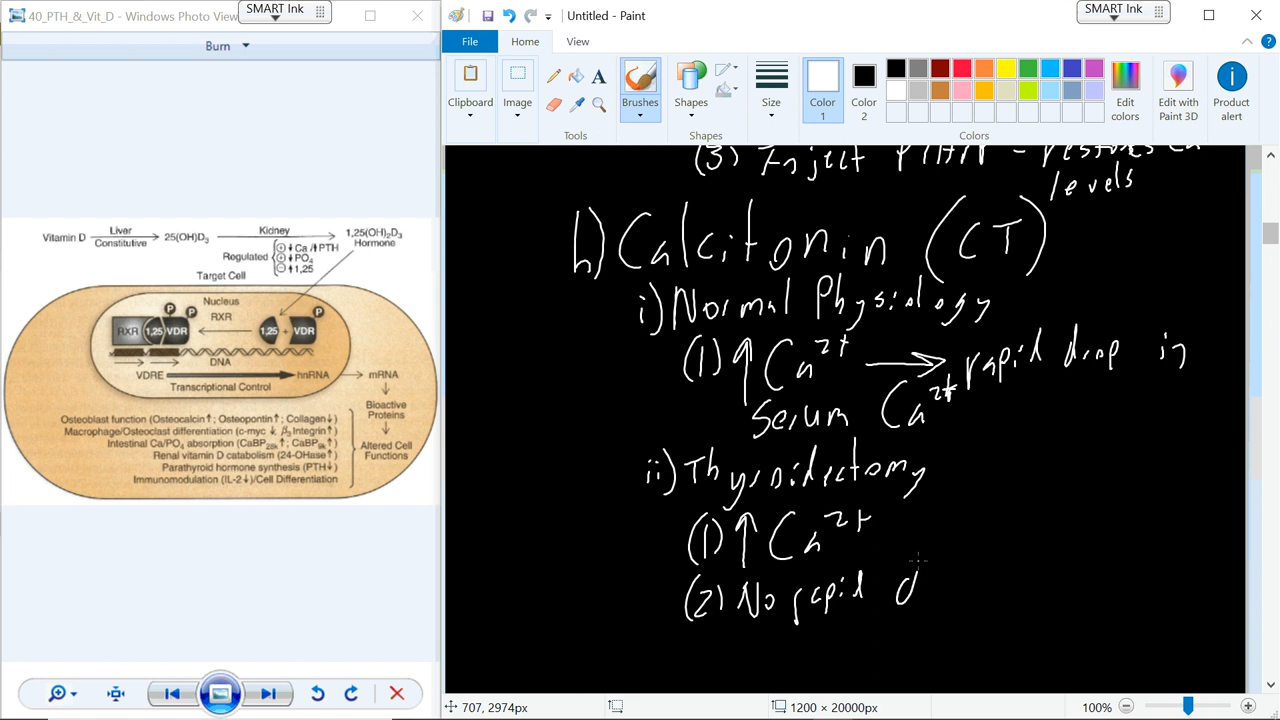 40_PTH_&_Vit_D - Windows Photo View
SMART Ink
Burn
Vitamin D Liver Constitutive 25(OH)D3 Kidney 1,25(OH)2D3
Hormone
Regulated
+ ↓ Ca /↑ PTH
+ ↓ PO4
- ↑ 1,25
Target Cell
Nucleus
RXR
P P P
RXR 1,25 VDR 1,25 + VDR
DNA
VDRE hnRNA mRNA
Transcriptional Control
Bioactive
Proteins
Osteoblast function (Osteocalcin↑; Osteopontin↑; Collagen↓)
Macrophage/Osteoclast differentiation (c-myc ↓ β3 Integrin↑)
Intestinal Ca/PO4 absorption (CaBP28k↑; CaBP9k↑)
Renal vitamin D catabolism (24-OHase↑)
Parathyroid hormone synthesis (PTH↓)
Immunomodulation (IL-2↓)/Cell Differentiation
Altered Cell
Functions
Untitled - Paint
SMART Ink
File Home View
Clipboard
Image
Tools
Brushes
Shapes
Shapes
Size
Color
1
Color
2
Colors
Edit
colors
Edit with
Paint 3D
Product
alert
(3) Inject
levels
h) Calcitonin (CT)
i) Normal Physiology
(1) ↑ Ca2+ → rapid drop in
serum Ca2+
ii) Thyroidectomy
(1) ↑ Ca2+
(2) No rapid d
707, 2974px
1200 × 20000px
100%